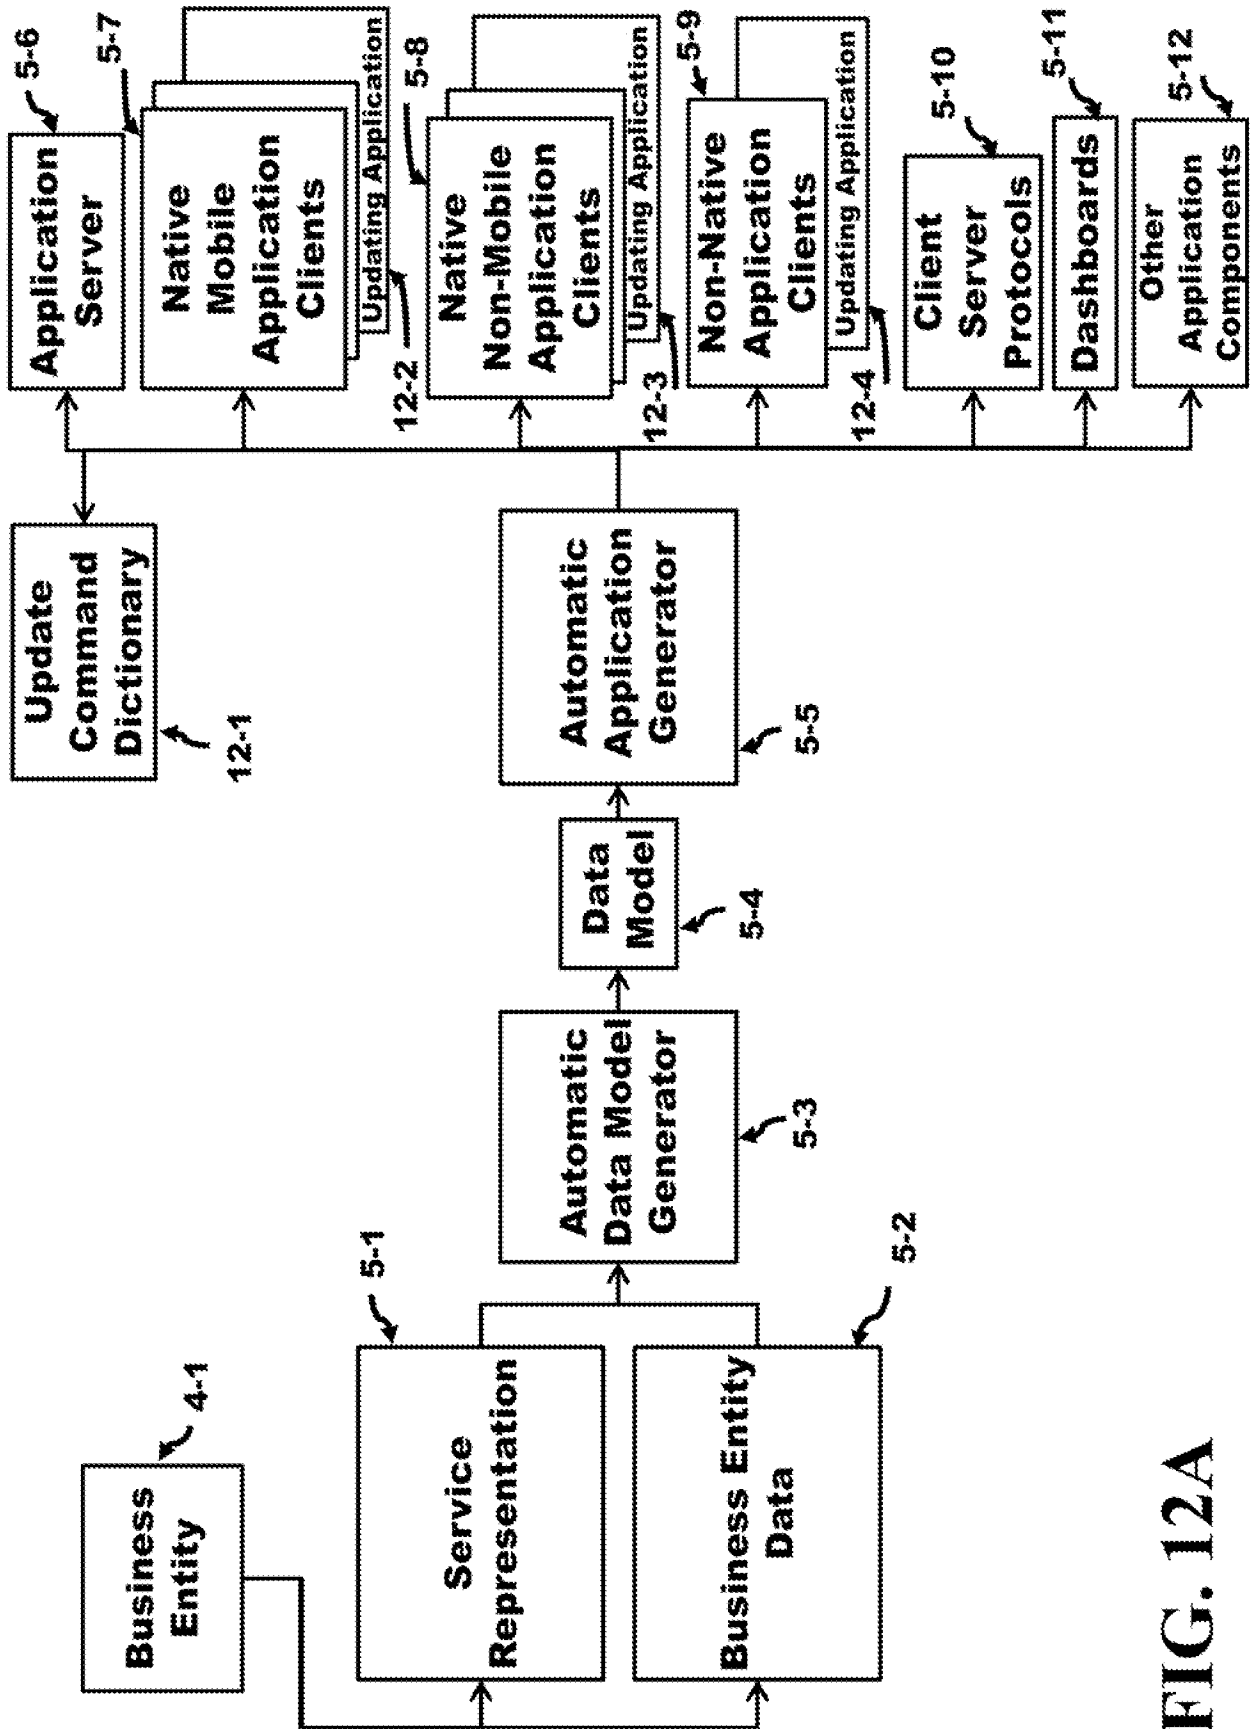 Business
Entity
4-1
Service
Representation
5-1
Business Entity
Data
5-2
Automatic
Data Model
Generator
5-3
Data
Model
5-4
Automatic
Application
Generator
5-5
Update
Command
Dictionary
12-1
Application
Server
5-6
Native
Mobile
Application
Clients
5-7
Updating Application
12-2
Native
Non-Mobile
Application
Clients
5-8
Updating Application
12-3
Non-Native
Application
Clients
5-9
Updating Application
12-4
Client
Server
Protocols
5-10
Dashboards
5-11
Other
Application
Components
5-12
FIG. 12A